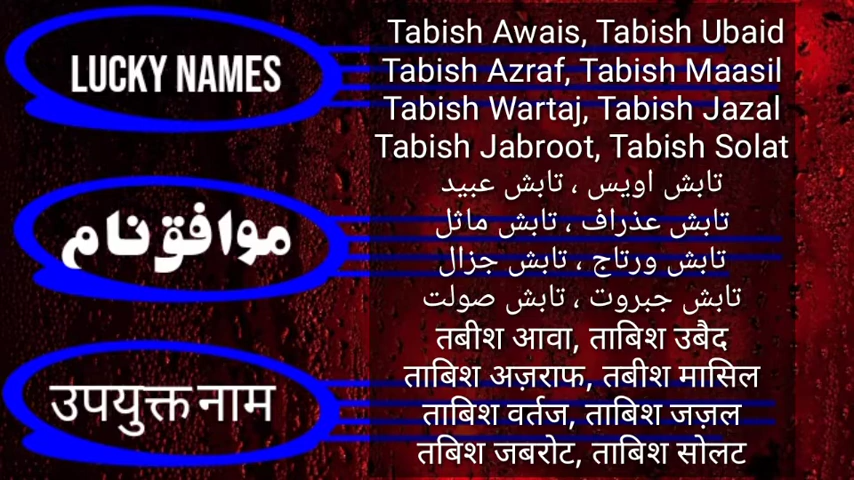 LUCKY NAMES
Tabish Awais, Tabish Ubaid
Tabish Azraf, Tabish Maasil
Tabish Wartaj, Tabish Jazal
Tabish Jabroot, Tabish Solat
موافق نام
تابش اویس ، تابش عبید
تابش عذراف ، تابش ماثل
تابش ورتاج ، تابش جزال
تابش جبروت ، تابش صولت
उपयुक्त नाम
तबीश आवा, ताबिश उबैद
ताबिश अज़राफ, तबीश मासिल
ताबिश वर्तज, ताबिश जज़ल
तबिश जबरोट, ताबिश सोलट